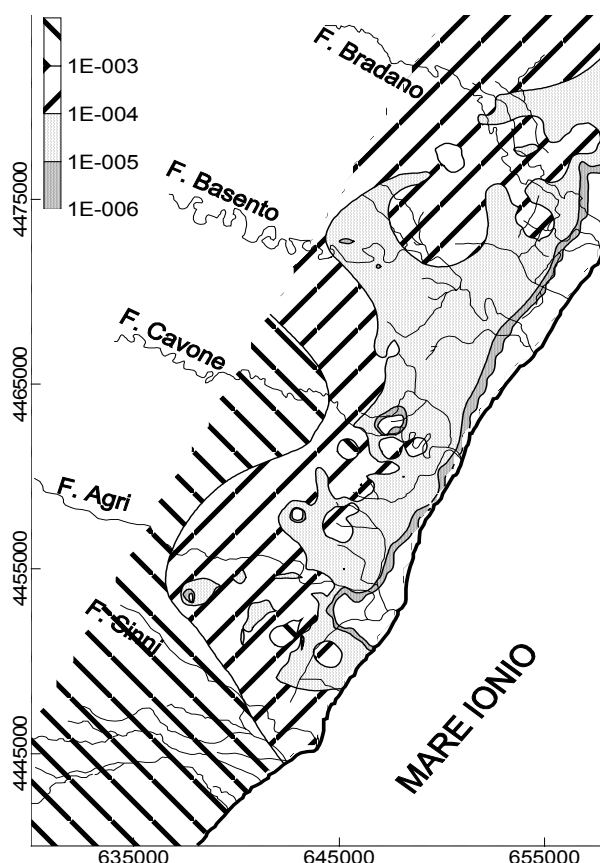 F. Bradano
1E-003
1E-004
1E-005
1E-006
F. Basento
F. Cavone
F. Agri
F. Sinni
MARE IONIO
4475000
4465000
4455000
4445000
635000
645000
655000